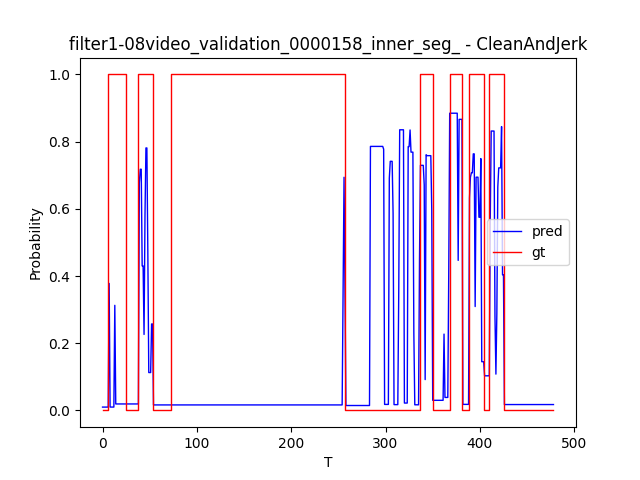 filter1-08video_validation_0000158_inner_seg_ - CleanAndJerk
1.0
0.8
0.6
0.4
0.2
0.0
Probability
pred
gt
0
100
200
300
400
500
T